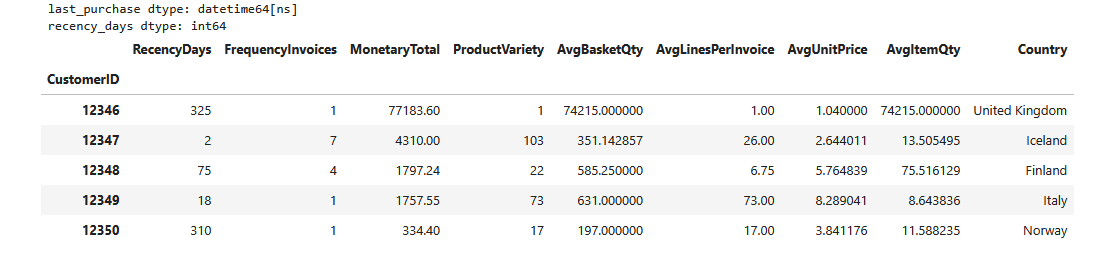 last_purchase dtype: datetime64[ns]
recency_days dtype: int64
RecencyDays FrequencyInvoices MonetaryTotal ProductVariety AvgBasketQty AvgLinesPerInvoice AvgUnitPrice AvgItemQty Country
CustomerID
12346 325 1 77183.60 1 74215.000000 1.00 1.040000 74215.000000 United Kingdom
12347 2 7 4310.00 103 351.142857 26.00 2.644011 13.505495 Iceland
12348 75 4 1797.24 22 585.250000 6.75 5.764839 75.516129 Finland
12349 18 1 1757.55 73 631.000000 73.00 8.289041 8.643836 Italy
12350 310 1 334.40 17 197.000000 17.00 3.841176 11.588235 Norway